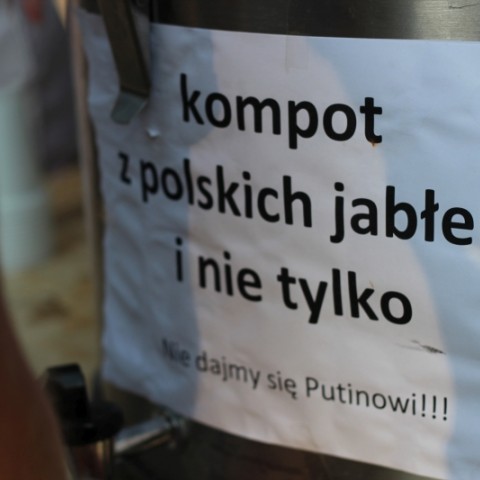 kompot
z polskich jabłe
i nie tylko
Nie dajmy się Putinowi!!!